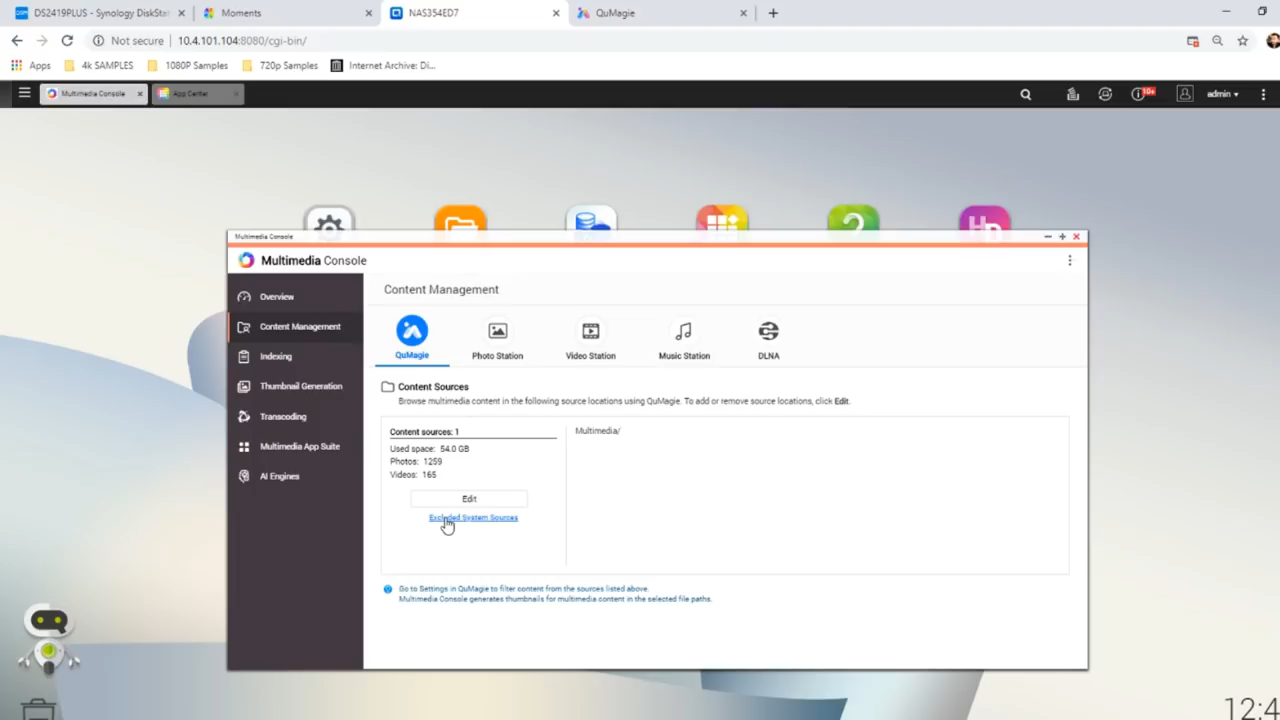 DS2419PLUS - Synology DiskSta
Moments
NAS354ED7
QuMagie
Not secure
10.4.101.104:8080/cgi-bin/
Apps
4k SAMPLES
1080P Samples
720p Samples
Internet Archive: Di...
Multimedia Console
App Center
10+
admin
Multimedia Console
Multimedia Console
Overview
Content Management
Indexing
Thumbnail Generation
Transcoding
Multimedia App Suite
AI Engines
Content Management
QuMagie
Photo Station
Video Station
Music Station
DLNA
Content Sources
Browse multimedia content in the following source locations using QuMagie. To add or remove source locations, click Edit.
Content sources: 1
Used space: 54.0 GB
Photos: 1259
Videos: 165
Edit
Excluded System Sources
Multimedia/
Go to Settings in QuMagie to filter content from the sources listed above.
Multimedia Console generates thumbnails for multimedia content in the selected file paths.
12:4